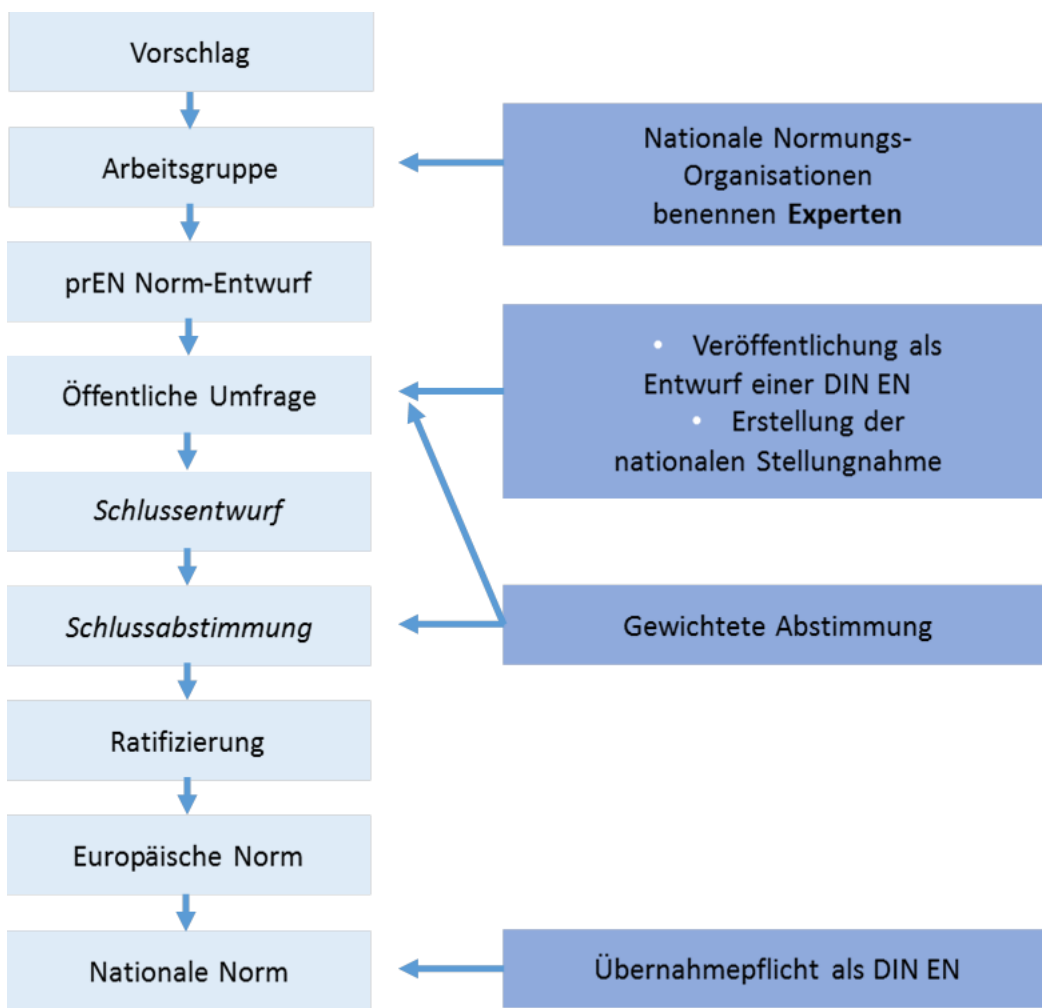 Vorschlag
Arbeitsgruppe
Nationale Normungs-
Organisationen
benennen Experten
prEN Norm-Entwurf
Öffentliche Umfrage
• Veröffentlichung als
Entwurf einer DIN EN
• Erstellung der
nationalen Stellungnahme
Schlussentwurf
Schlussabstimmung
Gewichtete Abstimmung
Ratifizierung
Europäische Norm
Nationale Norm
Übernahmepflicht als DIN EN